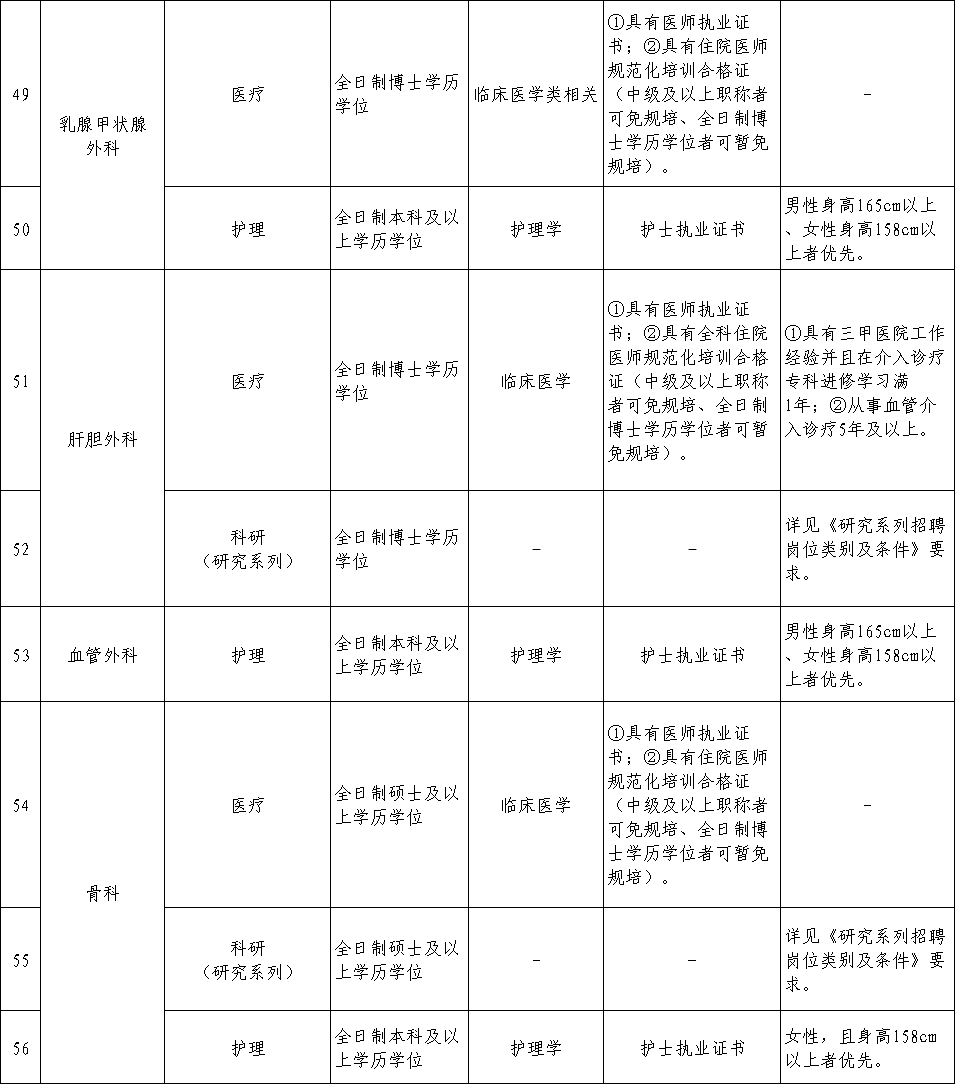 49
乳腺甲状腺
外科
医疗
全日制博士学历
学位
临床医学类相关
①具有医师执业证
书；②具有住院医师
规范化培训合格证
（中级及以上职称者
可免规培、全日制博
士学历学位者可暂免
规培）。
-
50
护理
全日制本科及以
上学历学位
护理学
护士执业证书
男性身高165cm以上
、女性身高158cm以
上者优先。
51
肝胆外科
医疗
全日制博士学历
学位
临床医学
①具有医师执业证
书；②具有全科住院
医师规范化培训合格
证（中级及以上职称
者可免规培、全日制
博士学历学位者可暂
免规培）。
①具有三甲医院工作
经验并且在介入诊疗
专科进修学习满
1年；②从事血管介
入诊疗5年及以上。
52
科研
（研究系列）
全日制博士学历
学位
-
-
详见《研究系列招聘
岗位类别及条件》要
求。
53
血管外科
护理
全日制本科及以
上学历学位
护理学
护士执业证书
男性身高165cm以上
、女性身高158cm以
上者优先。
54
骨科
医疗
全日制硕士及以
上学历学位
临床医学
①具有医师执业证
书；②具有住院医师
规范化培训合格证
（中级及以上职称者
可免规培、全日制博
士学历学位者可暂免
规培）。
-
55
科研
（研究系列）
全日制硕士及以
上学历学位
-
-
详见《研究系列招聘
岗位类别及条件》要
求。
56
护理
全日制本科及以
上学历学位
护理学
护士执业证书
女性，且身高158cm
以上者优先。